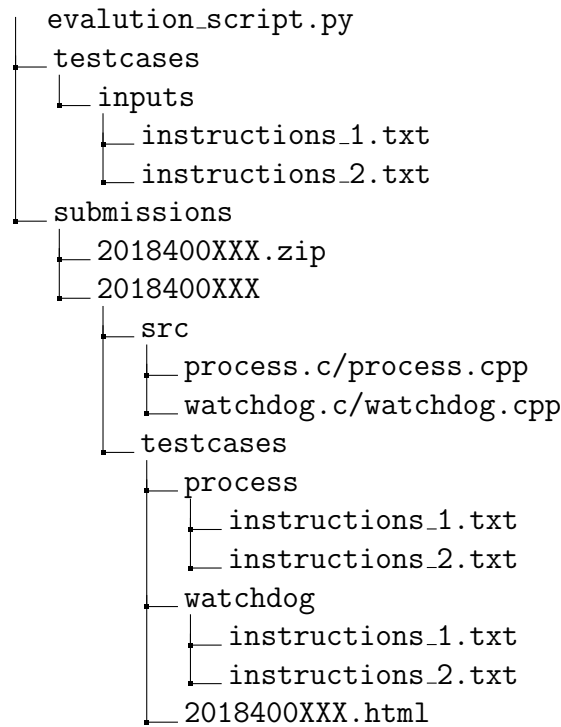 evalution_script.py
testcases
inputs
instructions_1.txt
instructions_2.txt
submissions
2018400XXX.zip
2018400XXX
src
process.c/process.cpp
watchdog.c/watchdog.cpp
testcases
process
instructions_1.txt
instructions_2.txt
watchdog
instructions_1.txt
instructions_2.txt
2018400XXX.html